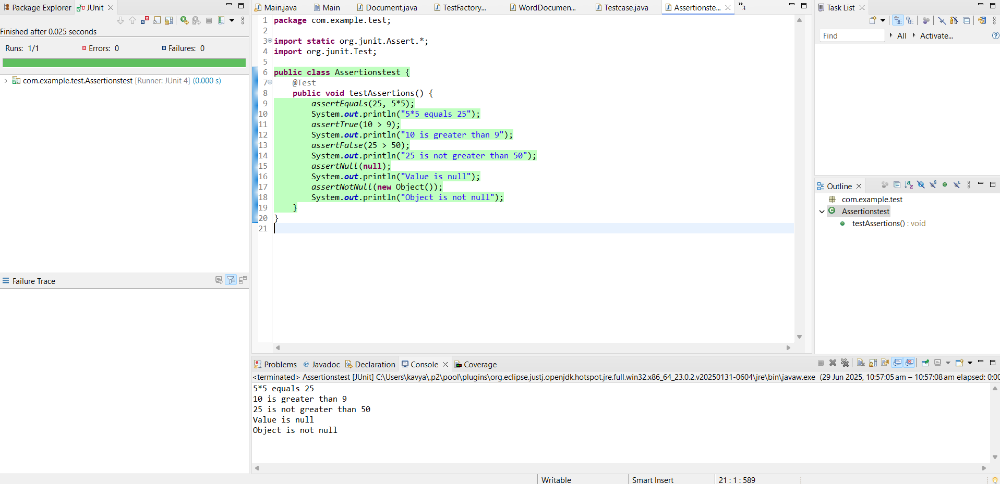 Package Explorer
JUnit
Finished after 0.025 seconds
Runs: 1/1
Errors: 0
Failures: 0
com.example.test.Assertionstest [Runner: JUnit 4] (0.000 s)
Failure Trace
Main.java
Main
Document.java
TestFactory...
WordDocumen...
Testcase.java
Assertionste...
»3
1 package com.example.test;
2
3 import static org.junit.Assert.*;
4 import org.junit.Test;
5
6 public class Assertionstest {
7     @Test
8     public void testAssertions() {
9         assertEquals(25, 5*5);
10         System.out.println("5*5 equals 25");
11         assertTrue(10 > 9);
12         System.out.println("10 is greater than 9");
13         assertFalse(25 > 50);
14         System.out.println("25 is not greater than 50");
15         assertNull(null);
16         System.out.println("Value is null");
17         assertNotNull(new Object());
18         System.out.println("Object is not null");
19     }
20 }
21
Task List
Find
All
Activate...
Outline
com.example.test
Assertionstest
testAssertions() : void
Problems
@ Javadoc
Declaration
Console
Coverage
<terminated> Assertionstest [JUnit] C:\Users\kavya\.p2\pool\plugins\org.eclipse.justj.openjdk.hotspot.jre.full.win32.x86_64_23.0.2.v20250131-0604\jre\bin\javaw.exe (29 Jun 2025, 10:57:05 am – 10:57:08 am elapsed: 0:00
5*5 equals 25
10 is greater than 9
25 is not greater than 50
Value is null
Object is not null
Writable
Smart Insert
21 : 1 : 589